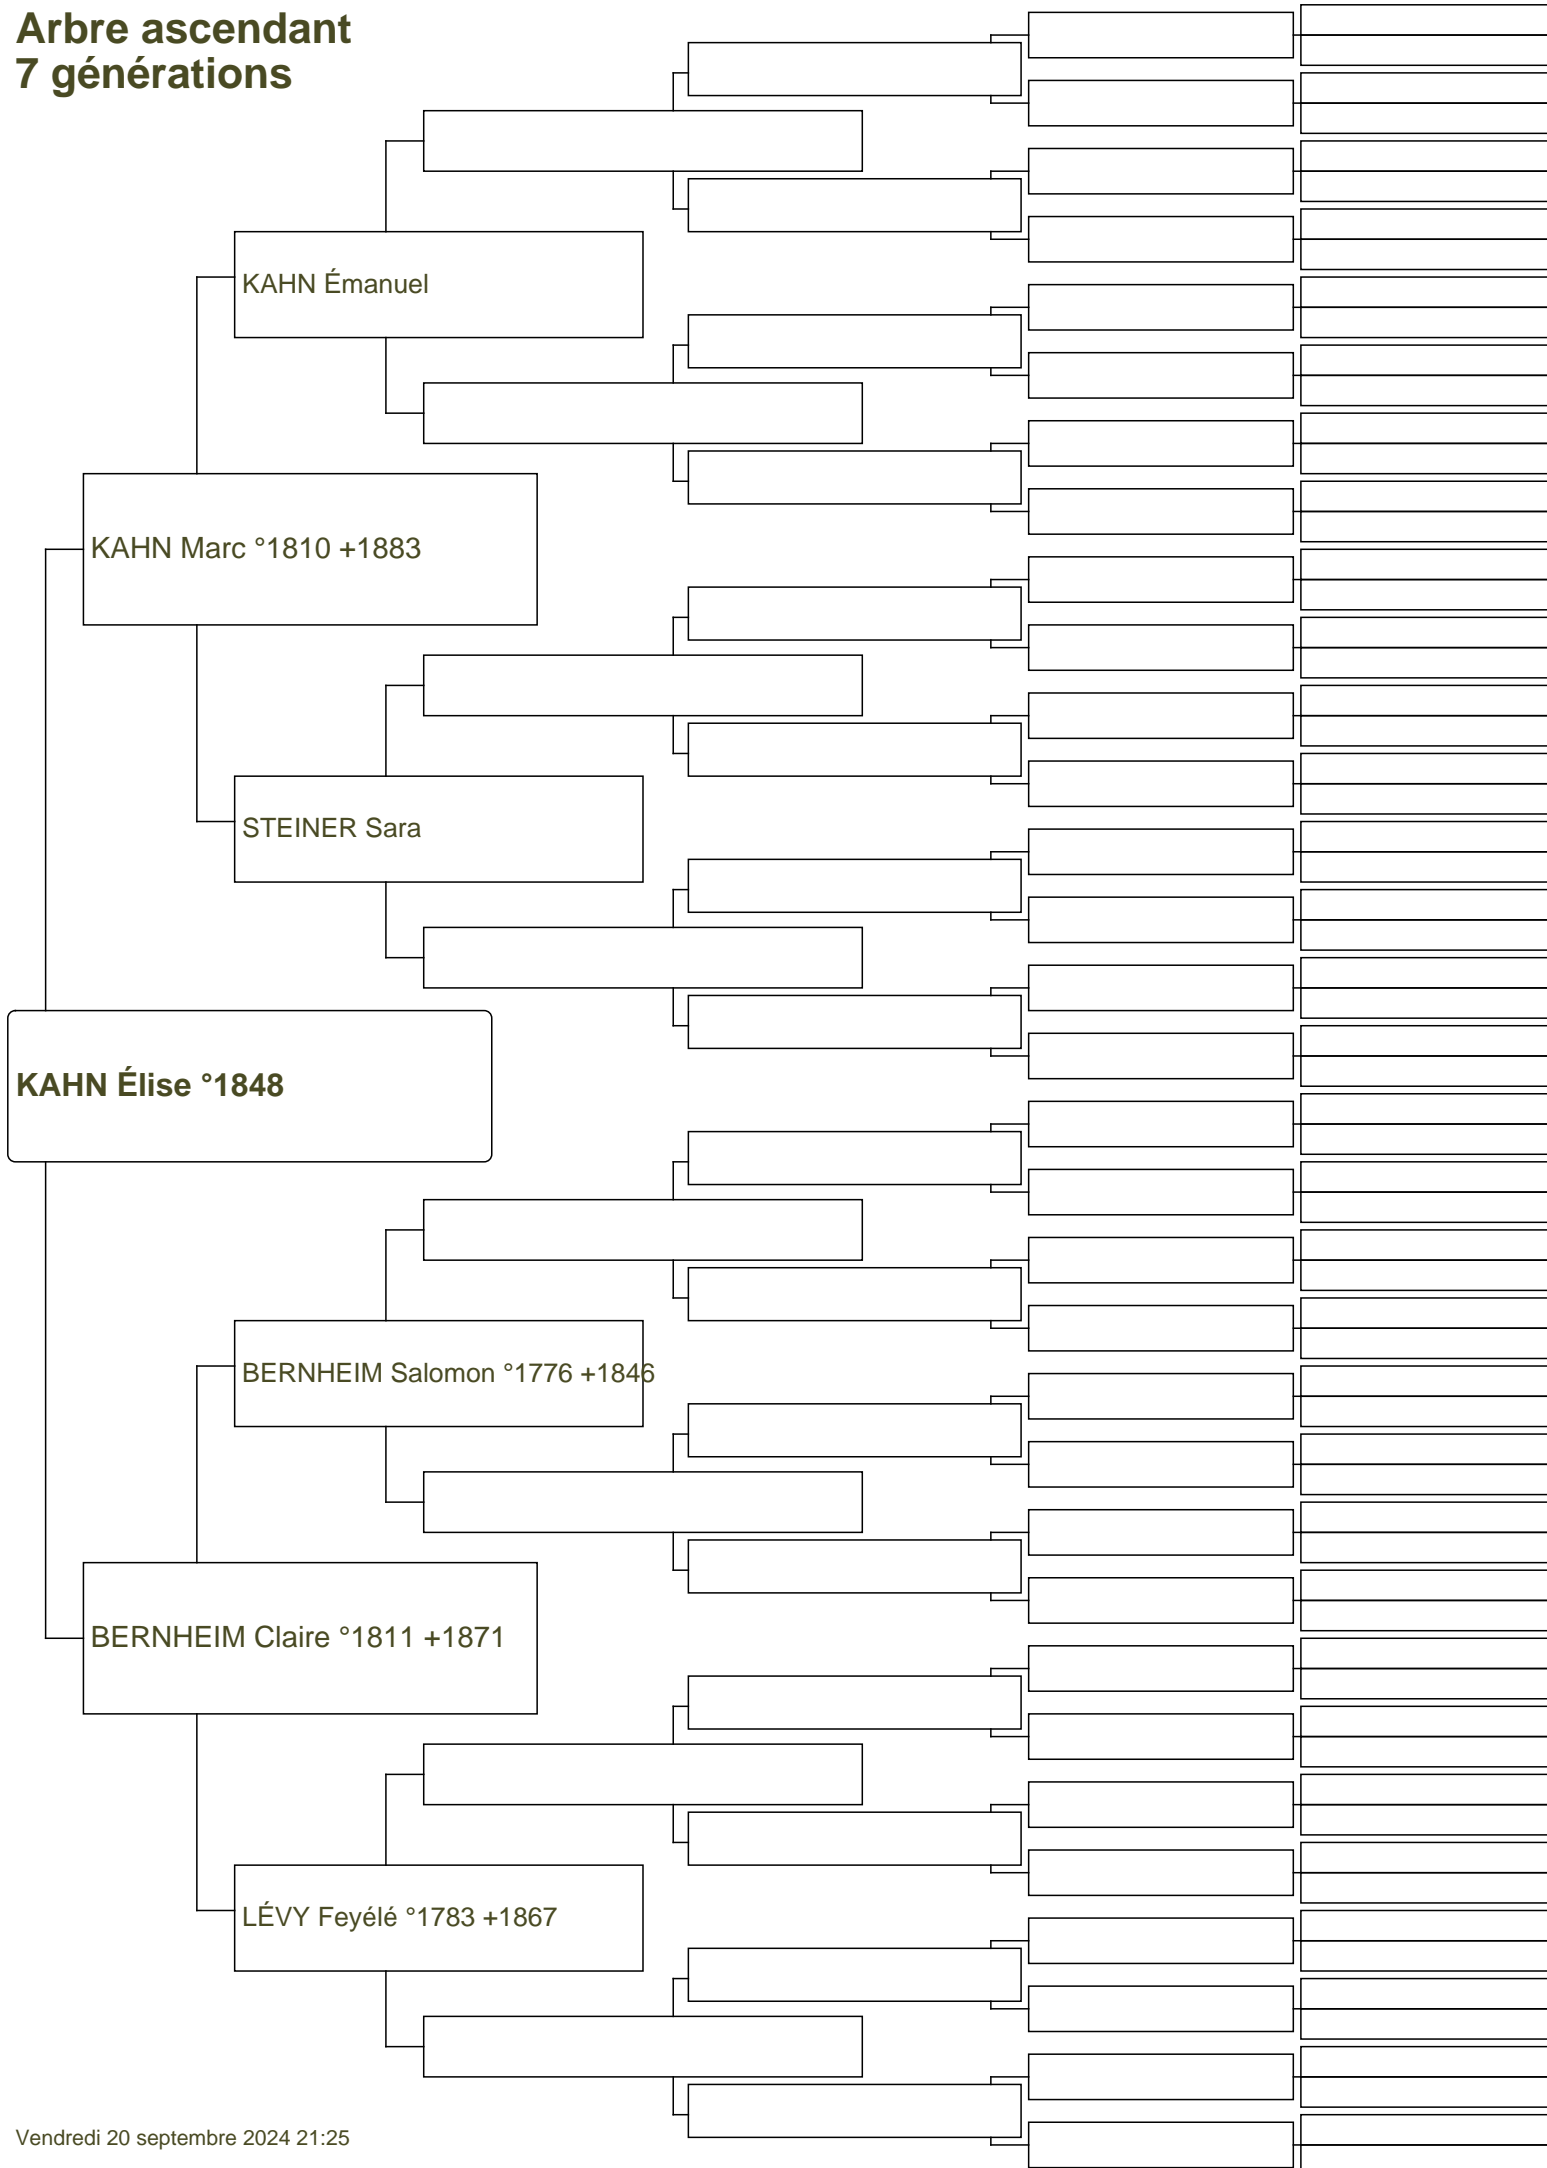 Arbre ascendant
7 générations
KAHN Émanuel
KAHN Marc °1810 +1883
STEINER Sara
KAHN Élise °1848
BERNHEIM Salomon °1776 +1846
BERNHEIM Claire °1811 +1871
LÉVY Feyélé °1783 +1867
Vendredi 20 septembre 2024 21:25